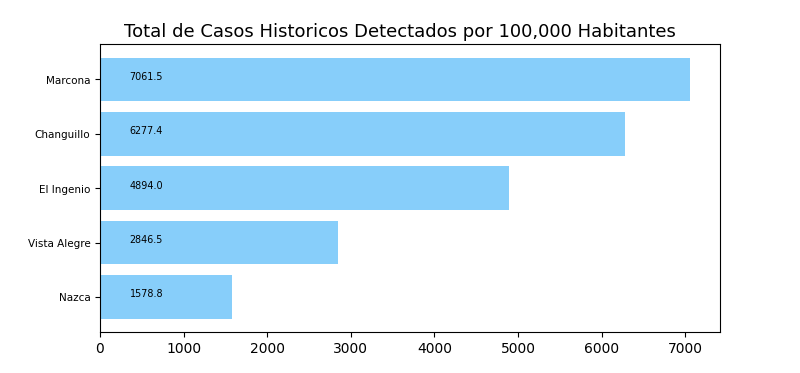 Total de Casos Historicos Detectados por 100,000 Habitantes
Marcona 7061.5
Changuillo 6277.4
El Ingenio 4894.0
Vista Alegre 2846.5
Nazca 1578.8
0 1000 2000 3000 4000 5000 6000 7000